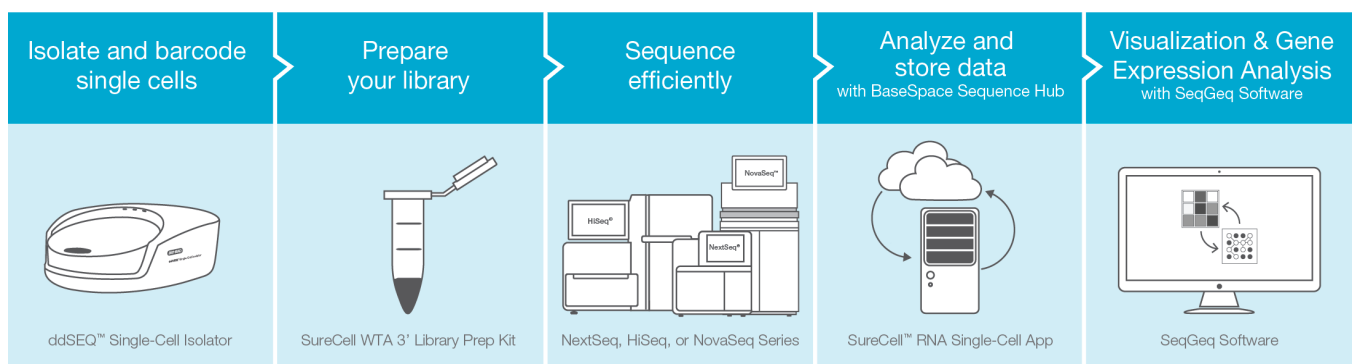 Isolate and barcode
single cells
Prepare
your library
Sequence
efficiently
Analyze and
store data
with BaseSpace Sequence Hub
Visualization & Gene
Expression Analysis
with SeqGeq Software
HiSeq®
NextSeq®
NovaSeq™
ddSEQ™ Single-Cell Isolator
SureCell WTA 3’ Library Prep Kit
NextSeq, HiSeq, or NovaSeq Series
SureCell™ RNA Single-Cell App
SeqGeq Software